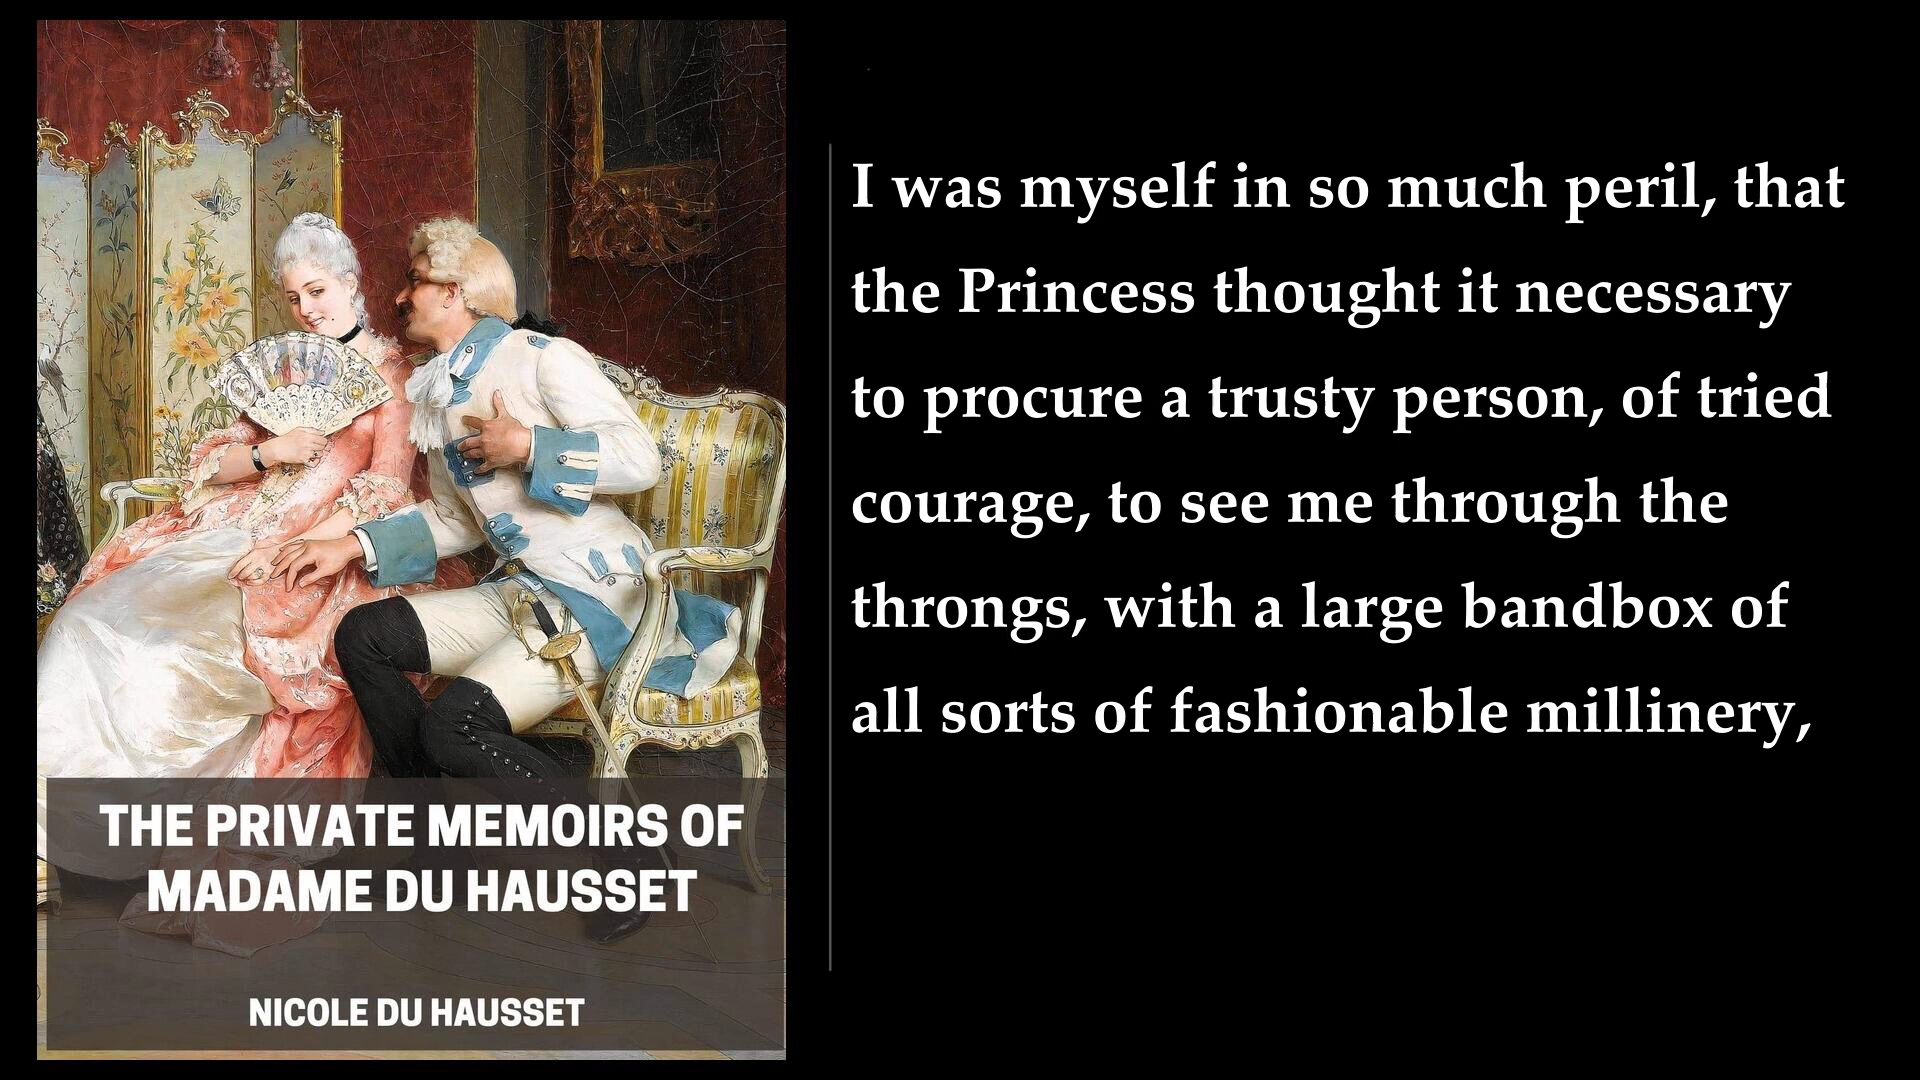 THE PRIVATE MEMOIRS OF
MADAME DU HAUSSET
NICOLE DU HAUSSET
I was myself in so much peril, that
the Princess thought it necessary
to procure a trusty person, of tried
courage, to see me through the
throngs, with a large bandbox of
all sorts of fashionable millinery,